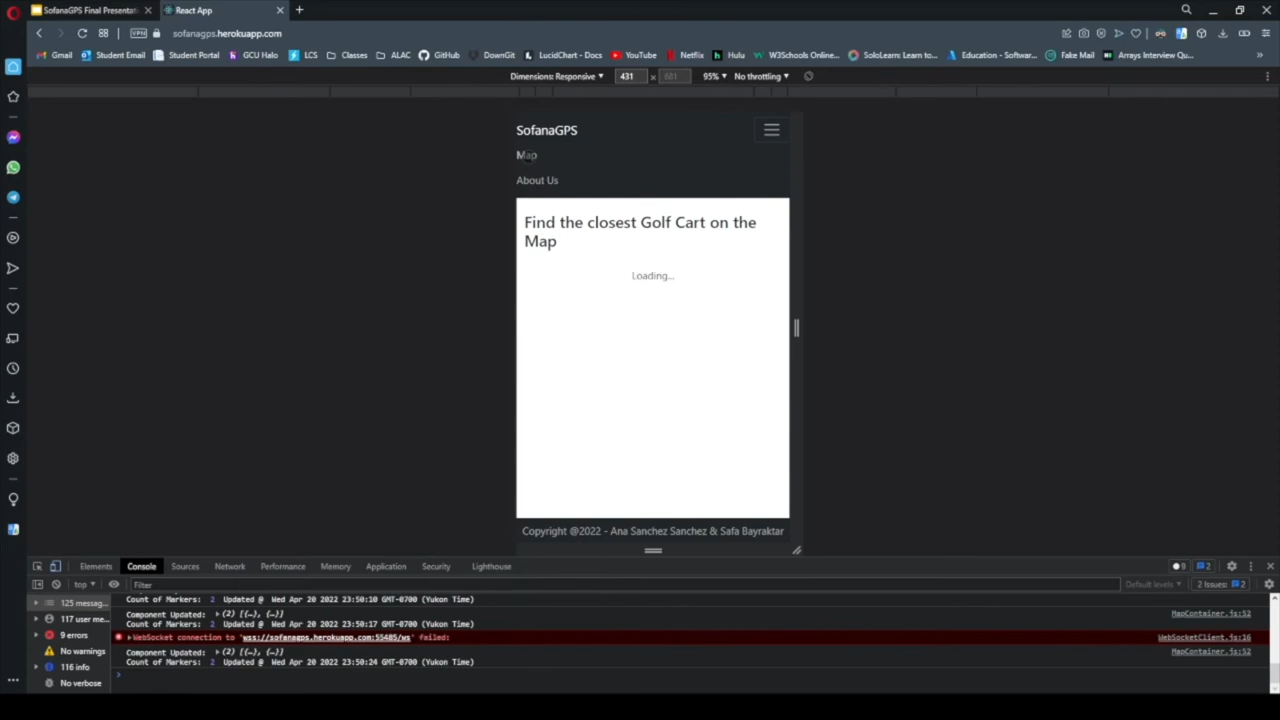 SofanaGPS Final Presentat
React App
sofanagps.herokuapp.com
VPN
Gmail
Student Email
Student Portal
GCU Halo
LCS
Classes
ALAC
GitHub
DownGit
LucidChart - Docs
YouTube
Netflix
Hulu
W3Schools Online...
SoloLearn: Learn to...
Education - Softwar...
Fake Mail
Arrays Interview Qu...
Dimensions: Responsive
431
x
681
95%
No throttling
SofanaGPS
Map
About Us
Find the closest Golf Cart on the
Map
Loading...
Copyright @2022 - Ana Sanchez Sanchez & Safa Bayraktar
Elements
Console
Sources
Network
Performance
Memory
Application
Security
Lighthouse
9
2
top
Filter
Default levels
2 Issues:
2
125 messag...
117 user me...
9 errors
No warnings
116 info
No verbose
Count of Markers: 2 Updated @ Wed Apr 20 2022 23:50:10 GMT-0700 (Yukon Time)
Component Updated: (2) [{…}, {…}]
MapContainer.js:52
Count of Markers: 2 Updated @ Wed Apr 20 2022 23:50:17 GMT-0700 (Yukon Time)
WebSocket connection to 'wss://sofanagps.herokuapp.com:55485/ws' failed:
WebSocketClient.js:16
Component Updated: (2) [{…}, {…}]
MapContainer.js:52
Count of Markers: 2 Updated @ Wed Apr 20 2022 23:50:24 GMT-0700 (Yukon Time)